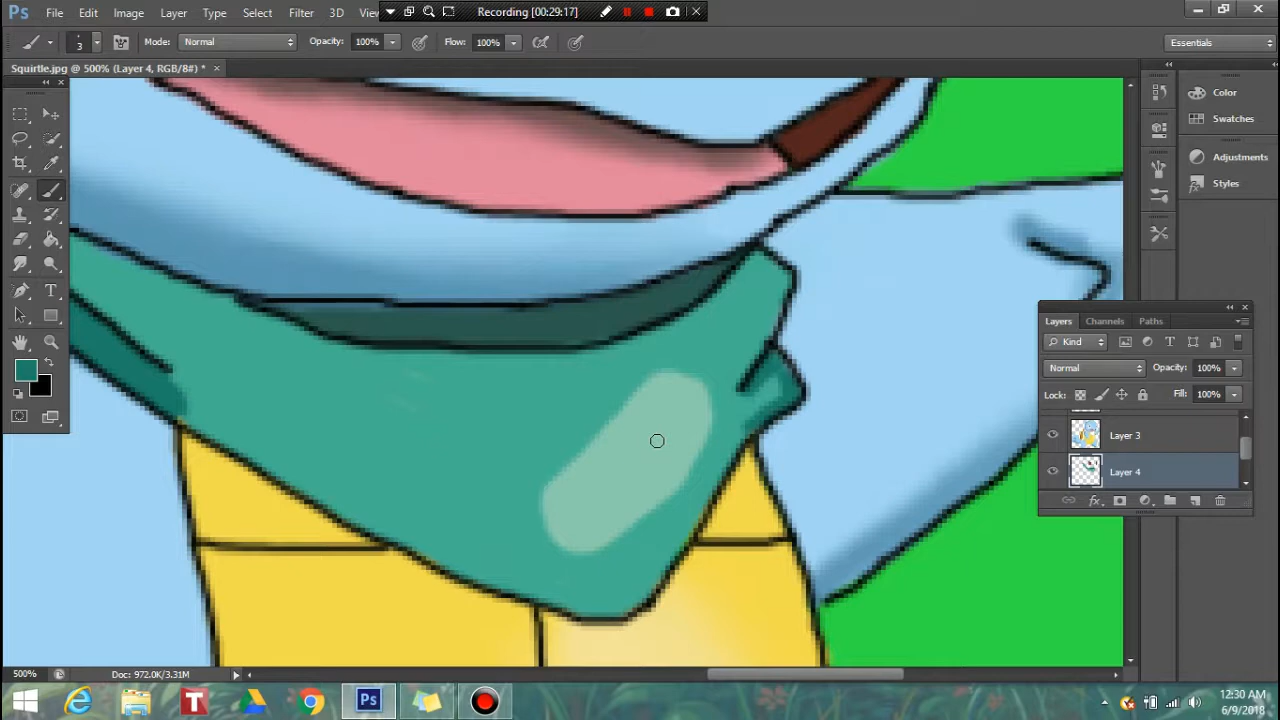 Ps File Edit Image Layer Type Select Filter 3D Recording [00:29:17]
3 Mode: Normal Opacity: 100% Flow: 100% Essentials
Squirtle.jpg @ 500% (Layer 4, RGB/8#) * ×
Color
Swatches
Adjustments
Styles
Layers Channels Paths
Kind
Normal Opacity: 100%
Lock: Fill: 100%
Layer 3
Layer 4
fx
T
500% Doc: 972.0K/3.31M
T Ps
12:30 AM
6/9/2018